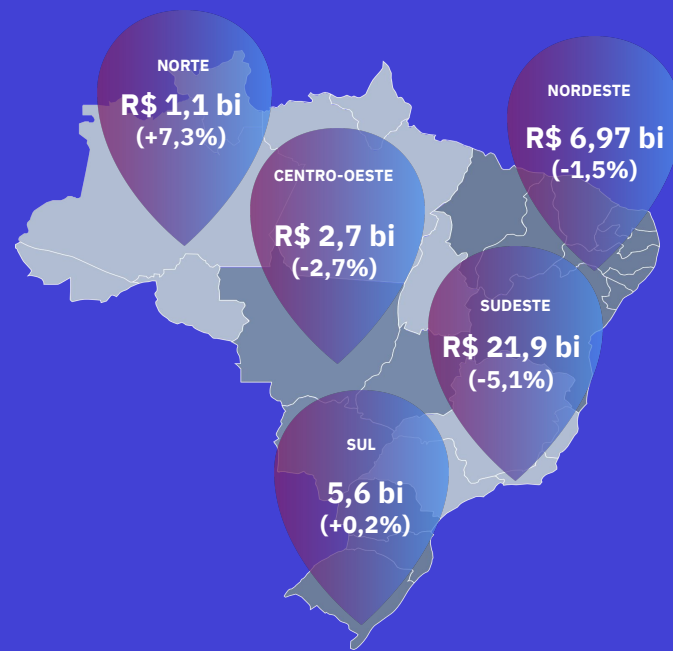 NORTE
R$ 1,1 bi
(+7,3%)
NORDESTE
R$ 6,97 bi
(-1,5%)
CENTRO-OESTE
R$ 2,7 bi
(-2,7%)
SUDESTE
R$ 21,9 bi
(-5,1%)
SUL
5,6 bi
(+0,2%)